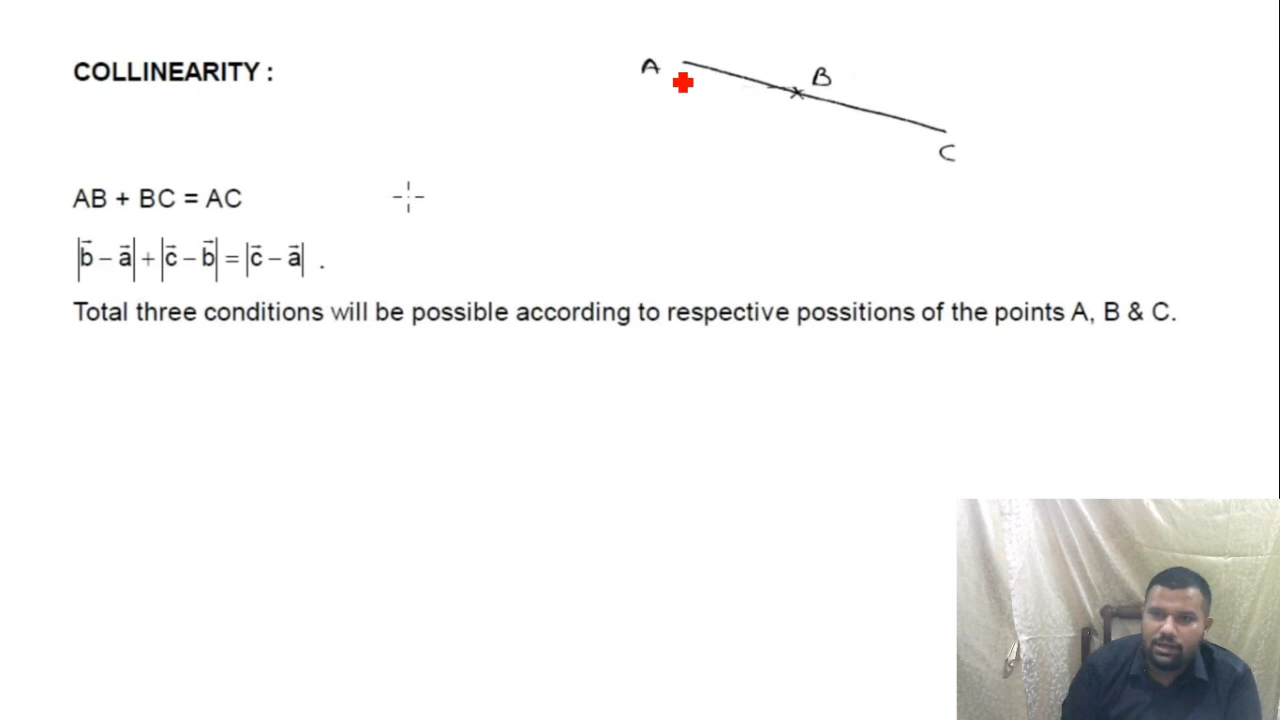 COLLINEARITY :
A
B
C
AB + BC = AC
|b⃗ − a⃗| + |c⃗ − b⃗| = |c⃗ − a⃗| .
Total three conditions will be possible according to respective possitions of the points A, B & C.